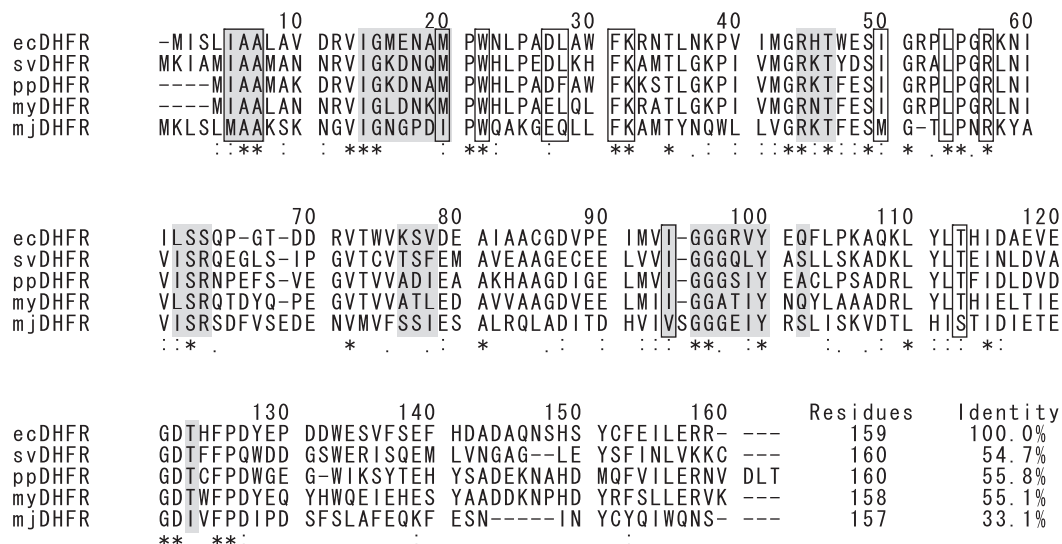 10 20 30 40 50 60
ecDHFR -MISLIAALAV DRVIGMENAM PWNLPADLAW FKRNTLNKPV IMGRHTWESI GRPLPGRKNI
svDHFR MKIAMIAAMAN NRVIGKDNQM PWHLPEDLKHF FKAMTLGKPI VMGRKTYDSI GRALPGRLNI
ppDHFR ----MIAAMAK DRVIGKDNAM PWHLPADFAW FKKSTLGKPI VMGRKTFESI GRPLPGRLNI
myDHFR ----MIAALAN NRVIGLDNKM PWHLPAELQL FKRATLGKPI VMGRNTFESI GRPLPGRLNI
mjDHFR MKLSLMAAKSK NGVIGNGPDI PWQAKGEQLL FKAMTYNQWL LVGRKTFESM G-TLPNRKYA
::** : : *** : ** : ** * . : : **:**:* * .** *
70 80 90 100 110 120
ecDHFR ILSSQP-GT-DD RVTWVKSVDE AIAACGDVPE IMVI-GGGRVY EQFLPKAQKL YLTHIDAEVE
svDHFR VISRQEGLS-IP GVTCVTSFEM AVEAAGECEE LVVI-GGGQLY ASLLSKADKL YLTEINLDVA
ppDHFR VISRNPEFS-VE GVTVVADIEA AKHAAGDIGE LMVI-GGGALY EACLPSADRL YLTFIDLDVD
myDHFR VLSRQTDYQ-PE GVTVVATLED AVVAAGDVEE LMII-GGATIY NQYLAAADRL YLTHIELTIE
mjDHFR VISRSDFVSEDE NVMVFSSIES ALRQLADITD HVIVSGGGEIY RSLISKVDTL HISTIDIETE
::* . * . : * .: : :::  **. :* : . : * :::  *:
130 140 150 160 Residues Identity
ecDHFR GDTHFPDYEP DDWESVFSEF HDADAQNSHS YCFEILERR- --- 159 100.0%
svDHFR GDTFFPQWDD GSWERISQEM LVNGAG--LE YSFINLVKKC --- 160 54.7%
ppDHFR GDTCFPDWGE G-WIKSYTEH YSADEKNAHD MQFVILERNV DLT 160 55.8%
myDHFR GDTWFPDYEQ YHWQEIEHES YAADDKNPHD YRFSLLERVK --- 158 55.1%
mjDHFR GDIVFPDIPD SFSLAFEQKF ESN-----IN YCYQIWQNS- --- 157 33.1%
** **: : .